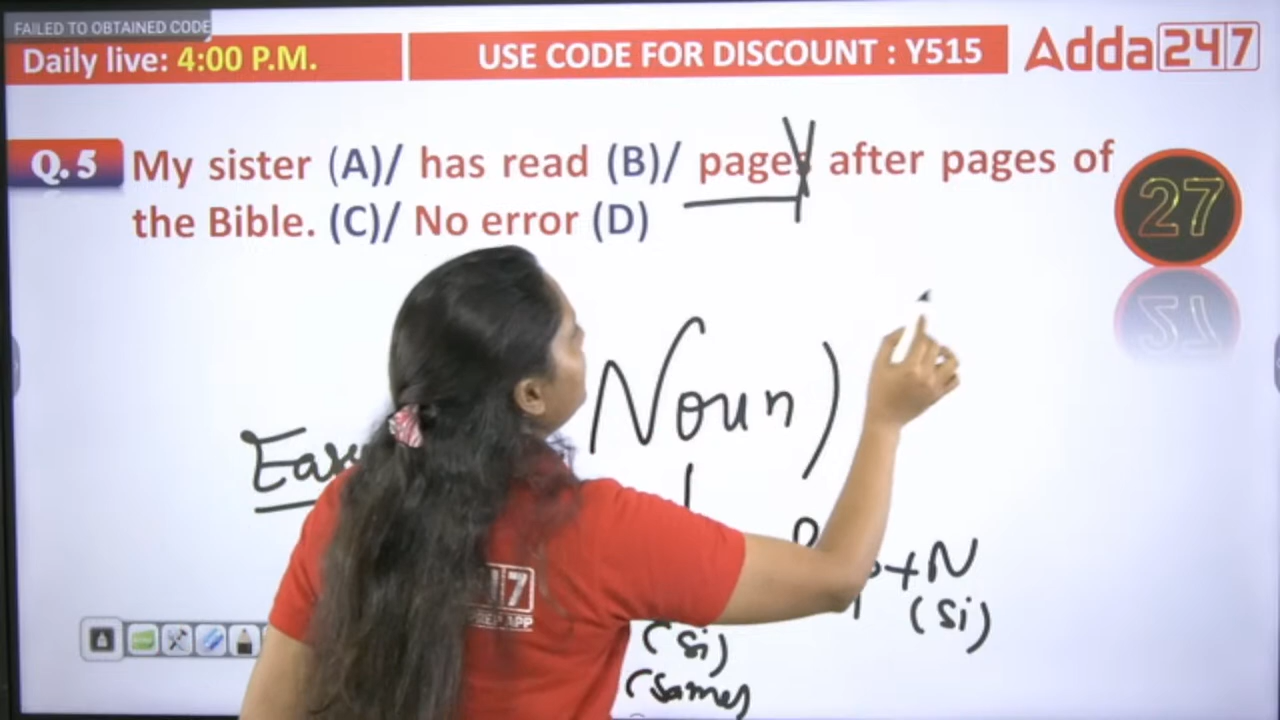 FAILED TO OBTAINED CODE
Daily live: 4:00 P.M.
USE CODE FOR DISCOUNT : Y515
Adda247
Q. 5 My sister (A)/ has read (B)/ pages after pages of
the Bible. (C)/ No error (D)
27
Noun)
+N
(Si)
(Si)
(Same)